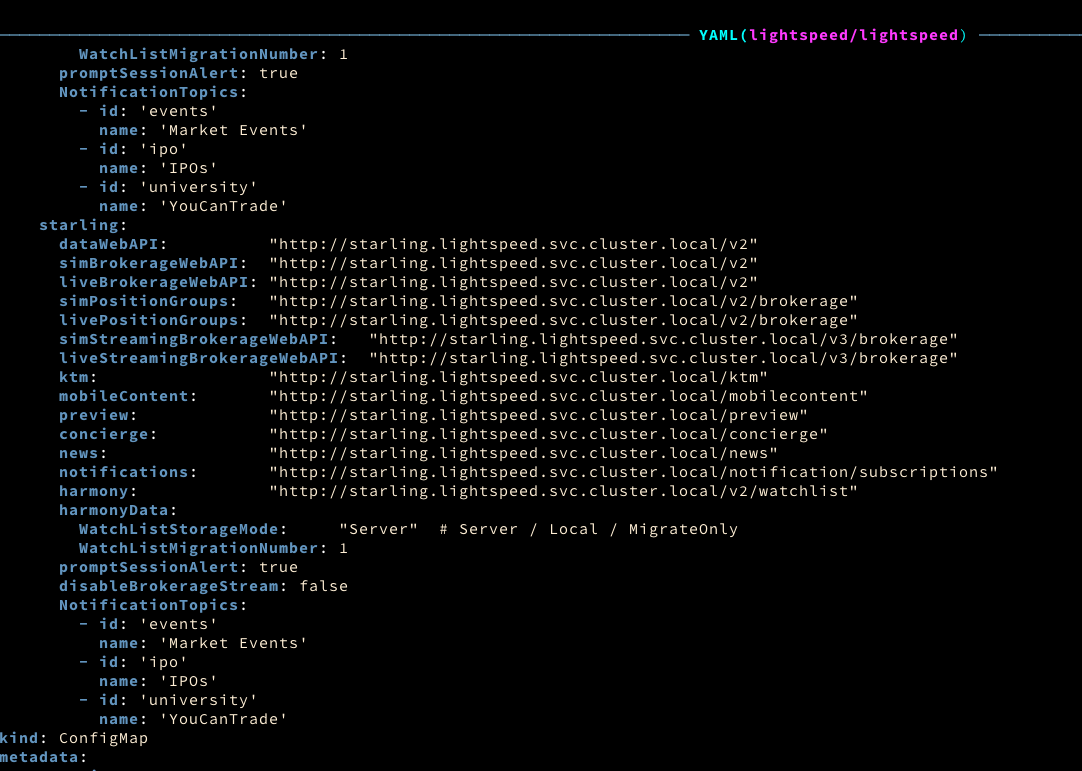 YAML(lightspeed/lightspeed)
WatchListMigrationNumber: 1
promptSessionAlert: true
NotificationTopics:
- id: 'events'
name: 'Market Events'
- id: 'ipo'
name: 'IPOs'
- id: 'university'
name: 'YouCanTrade'
starling:
dataWebAPI: "http://starling.lightspeed.svc.cluster.local/v2"
simBrokerageWebAPI: "http://starling.lightspeed.svc.cluster.local/v2"
liveBrokerageWebAPI: "http://starling.lightspeed.svc.cluster.local/v2"
simPositionGroups: "http://starling.lightspeed.svc.cluster.local/v2/brokerage"
livePositionGroups: "http://starling.lightspeed.svc.cluster.local/v2/brokerage"
simStreamingBrokerageWebAPI: "http://starling.lightspeed.svc.cluster.local/v3/brokerage"
liveStreamingBrokerageWebAPI: "http://starling.lightspeed.svc.cluster.local/v3/brokerage"
ktm: "http://starling.lightspeed.svc.cluster.local/ktm"
mobileContent: "http://starling.lightspeed.svc.cluster.local/mobilecontent"
preview: "http://starling.lightspeed.svc.cluster.local/preview"
concierge: "http://starling.lightspeed.svc.cluster.local/concierge"
news: "http://starling.lightspeed.svc.cluster.local/news"
notifications: "http://starling.lightspeed.svc.cluster.local/notification/subscriptions"
harmony: "http://starling.lightspeed.svc.cluster.local/v2/watchlist"
harmonyData:
WatchListStorageMode: "Server" # Server / Local / MigrateOnly
WatchListMigrationNumber: 1
promptSessionAlert: true
disableBrokerageStream: false
NotificationTopics:
- id: 'events'
name: 'Market Events'
- id: 'ipo'
name: 'IPOs'
- id: 'university'
name: 'YouCanTrade'
kind: ConfigMap
metadata: